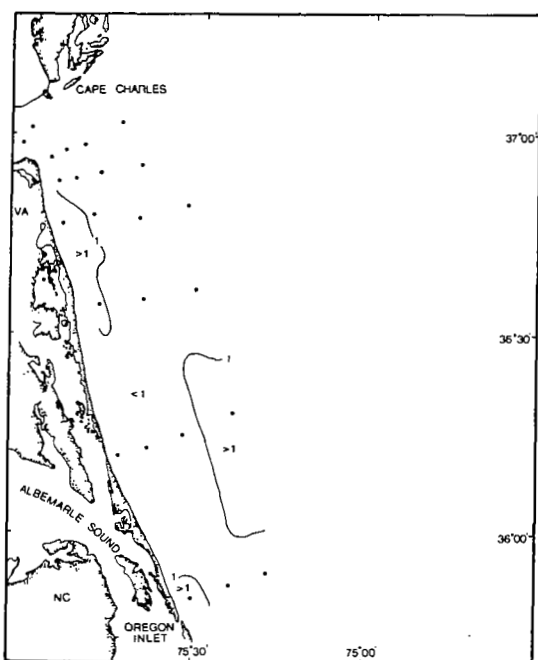 CAPE CHARLES
37°00'
VA
1
>1
35°30'
1
<1
>1
ALBEMARLE SOUND
36°00'
1
>1
NC
OREGON INLET
75°30'
75°00'